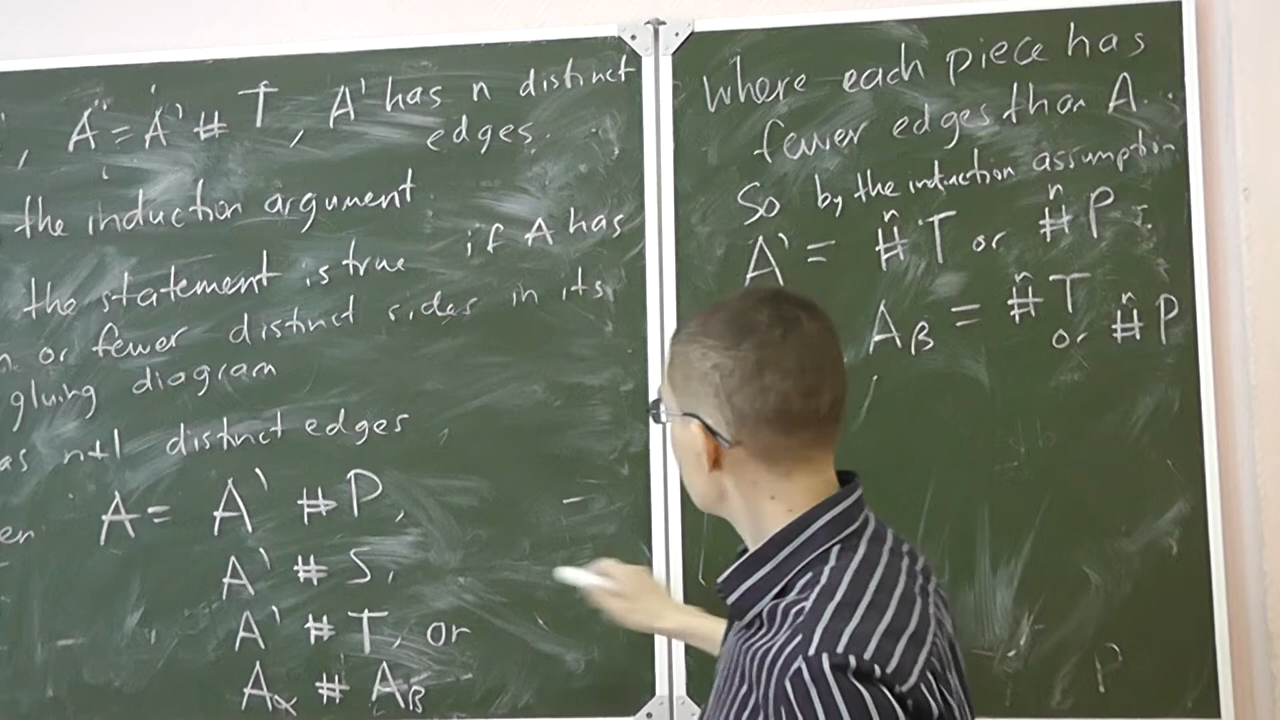 , A = A' # T, A' has n distinct
edges.
the induction argument
the statement is true if A has
n or fewer distinct sides in its
gluing diagram
as n+1 distinct edges
en A = A' # P,
A' # S,
A' # T, or
Aα # Aβ
Where each piece has
fewer edges than A.
So by the induction assumption
A' = n# T or n# P
Aβ = n# T
or n# P
P